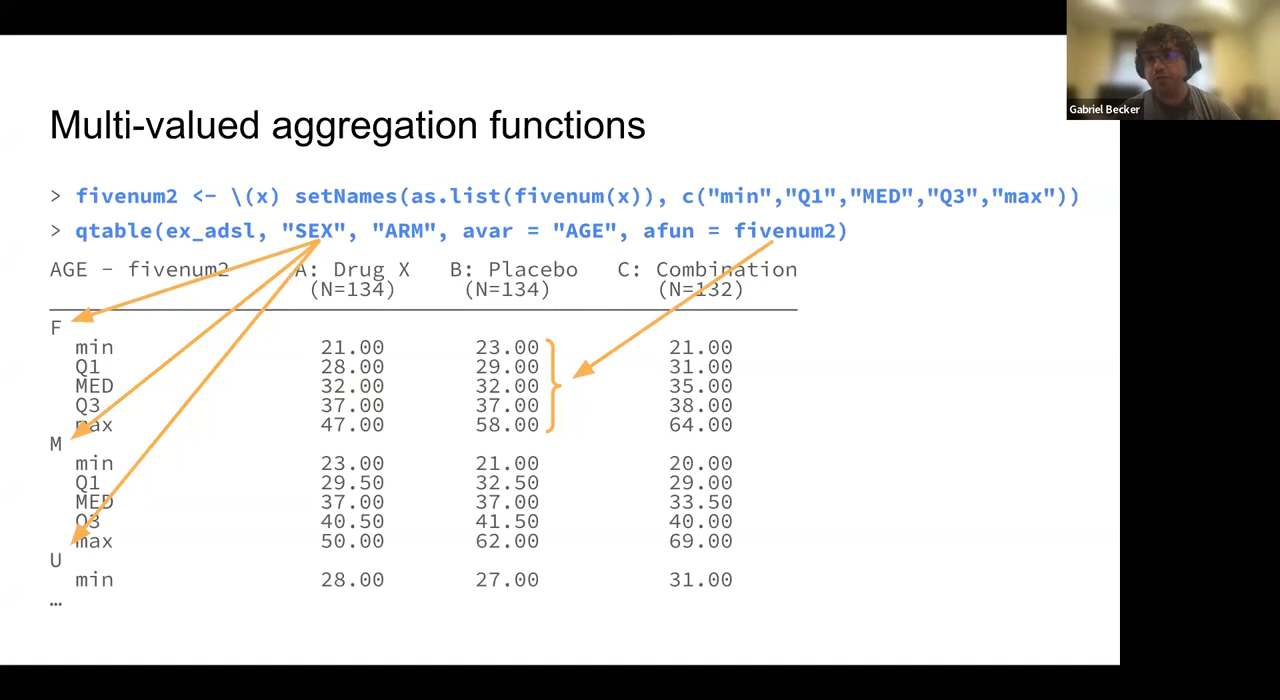 Gabriel Becker
Multi-valued aggregation functions
> fivenum2 <- \(x) setNames(as.list(fivenum(x)), c("min","Q1","MED","Q3","max"))
> qtable(ex_adsl, "SEX", "ARM", avar = "AGE", afun = fivenum2)
AGE - fivenum2 A: Drug X B: Placebo C: Combination
(N=134) (N=134) (N=132)
F
min 21.00 23.00 21.00
Q1 28.00 29.00 31.00
MED 32.00 32.00 35.00
Q3 37.00 37.00 38.00
max 47.00 58.00 64.00
M
min 23.00 21.00 20.00
Q1 29.50 32.50 29.00
MED 37.00 37.00 33.50
Q3 40.50 41.50 40.00
max 50.00 62.00 69.00
U
min 28.00 27.00 31.00
…